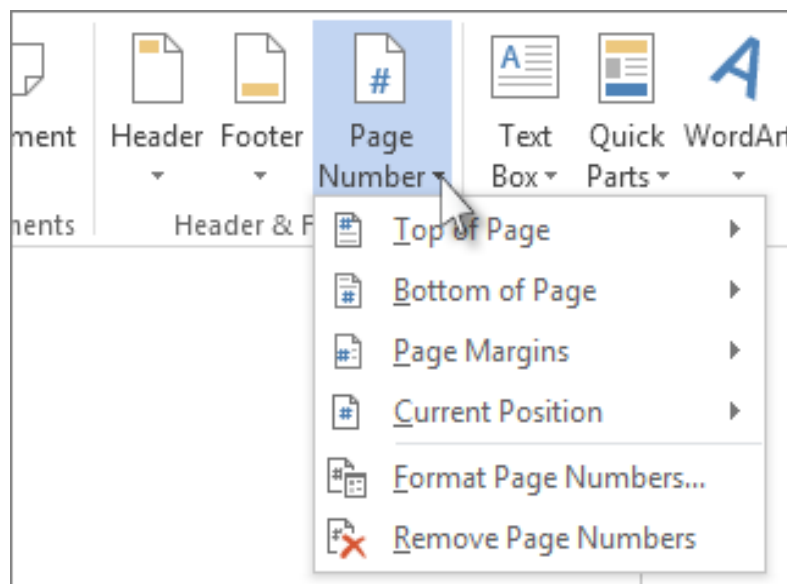 ment
Header
Footer
Page
Number
#
A
Text
Box
Quick
Parts
A
WordArt
ments
Header & F
Top of Page
Bottom of Page
Page Margins
Current Position
Format Page Numbers...
Remove Page Numbers